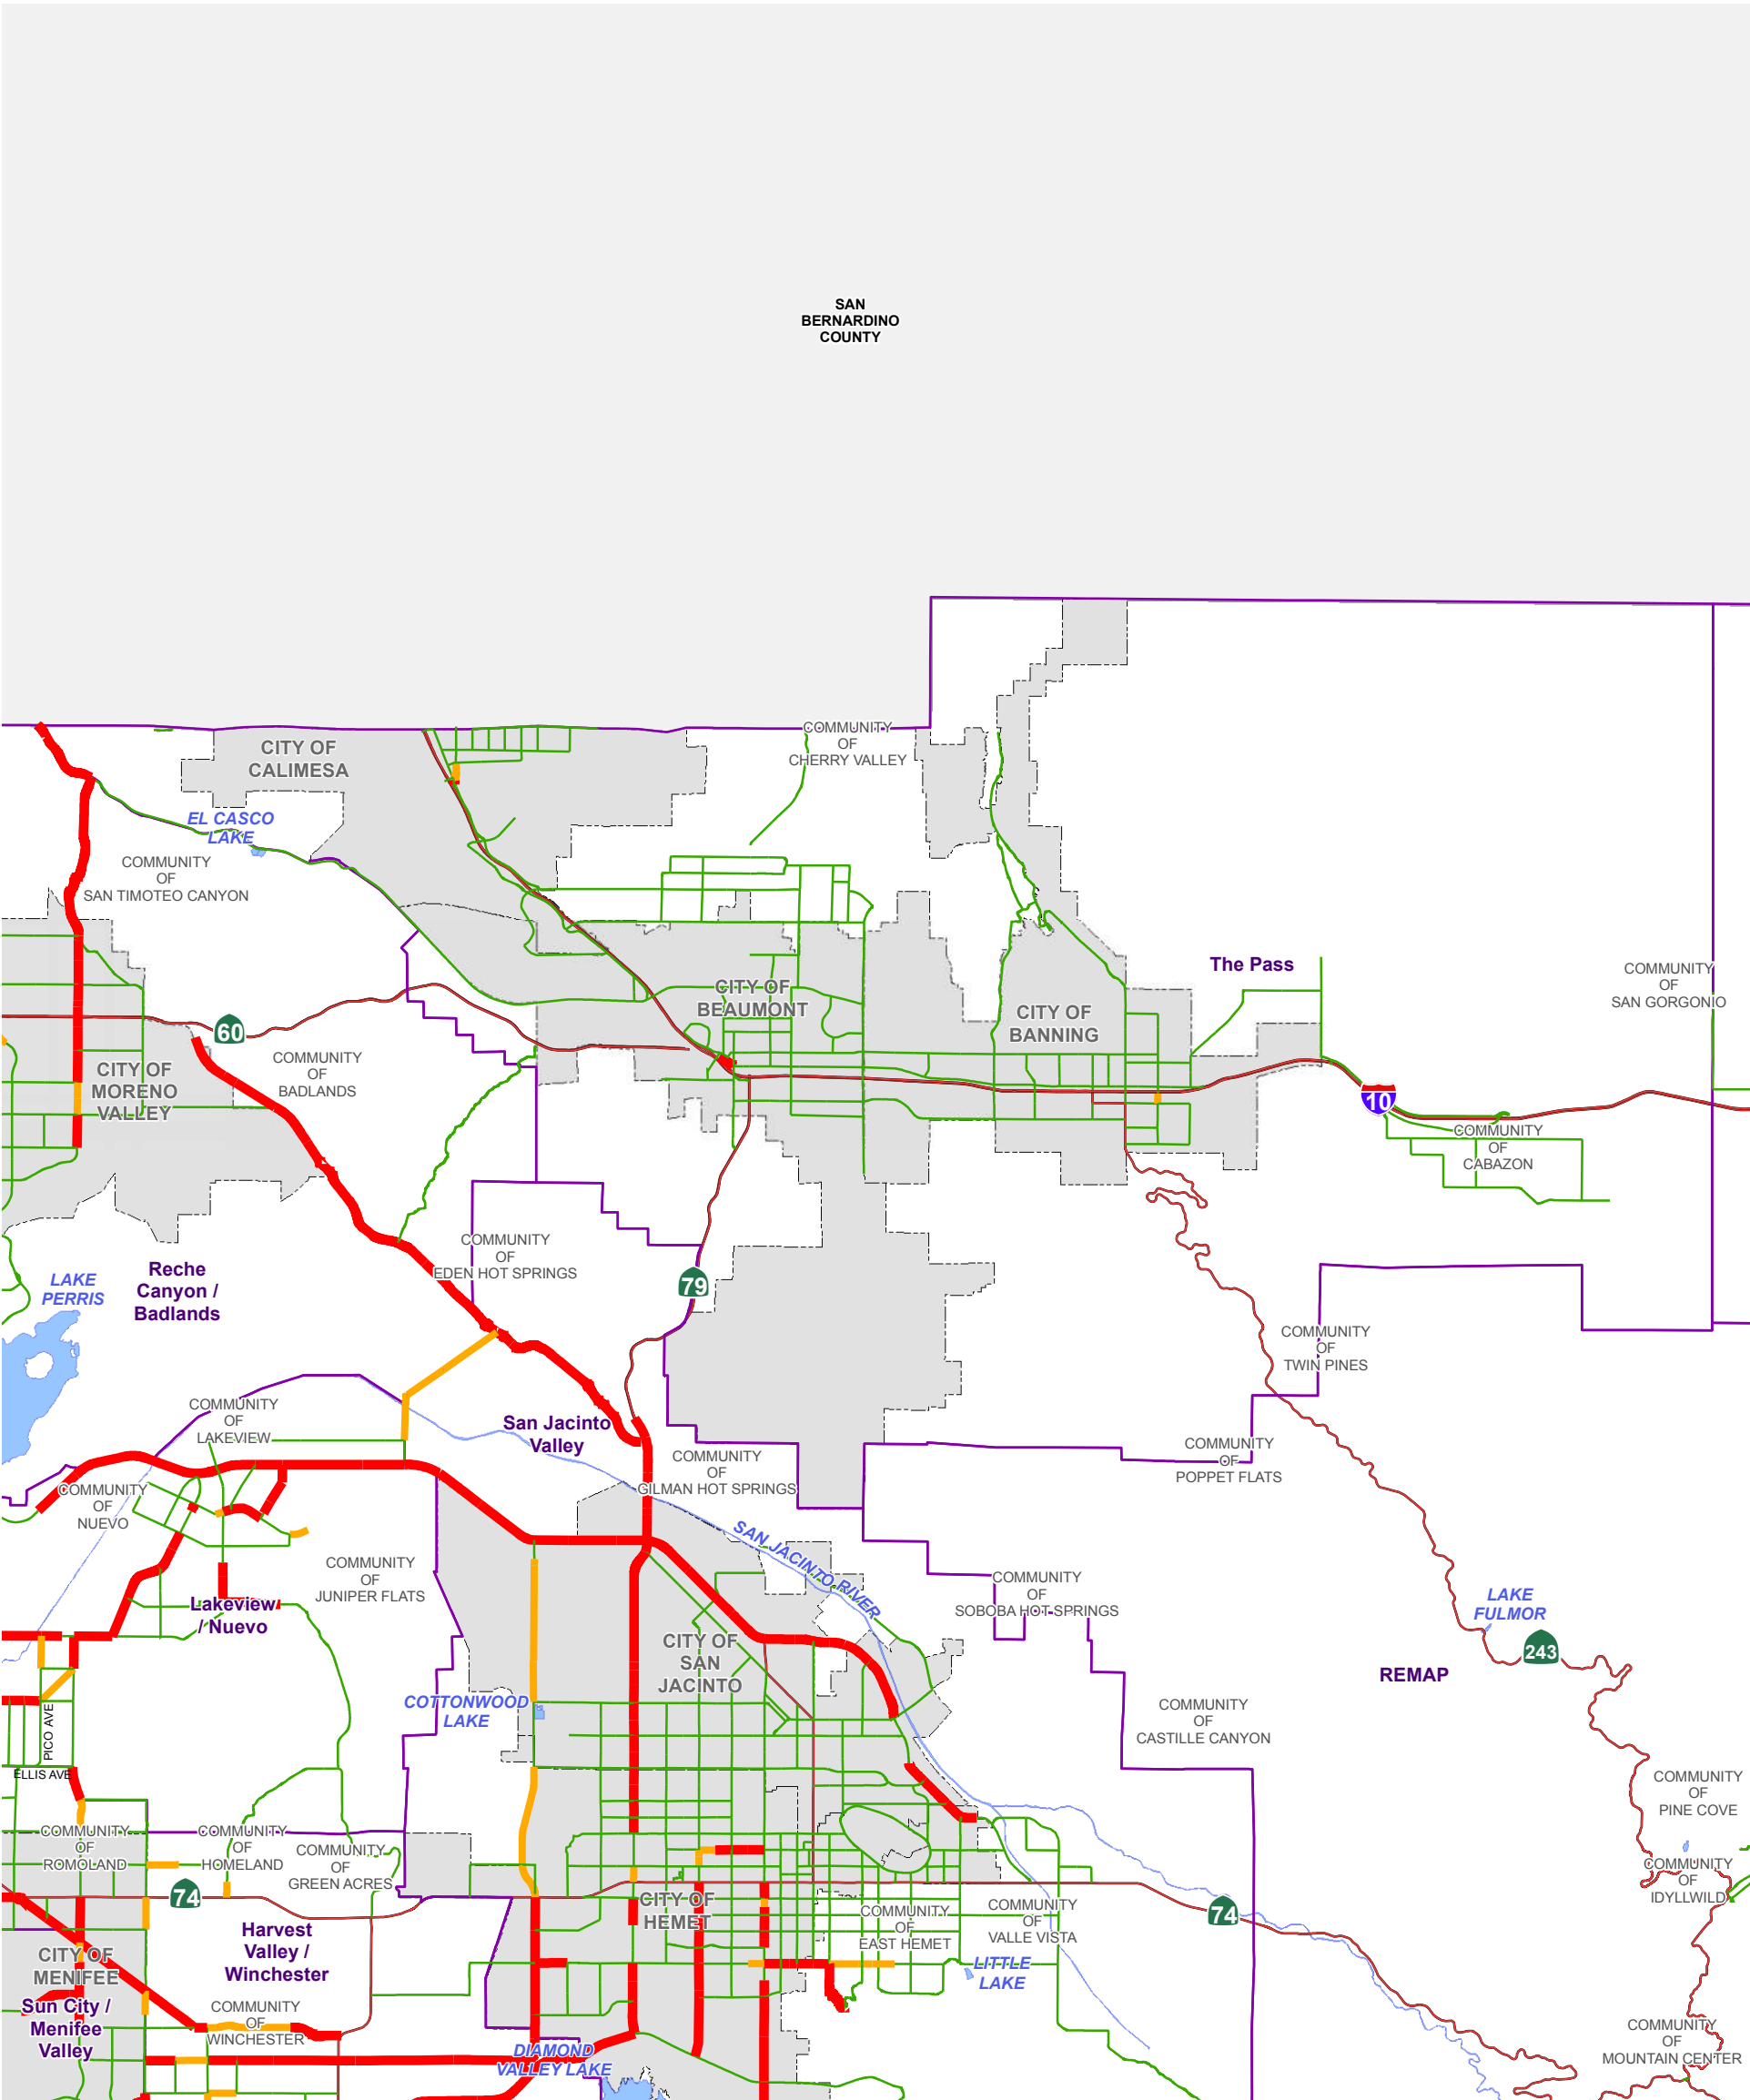 SAN
BERNARDINO
COUNTY
COMMUNITY
OF
CHERRY VALLEY
CITY OF
CALIMESA
EL CASCO
LAKE
COMMUNITY
OF
SAN TIMOTEO CANYON
The Pass
COMMUNITY
OF
SAN GORGONIO
CITY OF
BEAUMONT
CITY OF
BANNING
60
COMMUNITY
OF
BADLANDS
CITY OF
MORENO
VALLEY
10
COMMUNITY
OF
CABAZON
COMMUNITY
OF
EDEN HOT SPRINGS
Reche
Canyon /
Badlands
LAKE
PERRIS
79
COMMUNITY
OF
TWIN PINES
COMMUNITY
OF
LAKEVIEW
San Jacinto
Valley
COMMUNITY
OF
POPPET FLATS
COMMUNITY
OF
GILMAN HOT SPRINGS
COMMUNITY
OF
NUEVO
SAN JACINTO RIVER
COMMUNITY
OF
JUNIPER FLATS
COMMUNITY
OF
SOBOBA HOT SPRINGS
LAKE
FULMOR
Lakeview
/ Nuevo
CITY OF
SAN
JACINTO
243
REMAP
COTTONWOOD
LAKE
COMMUNITY
OF
CASTILLE CANYON
PICO AVE
ELLIS AVE
COMMUNITY
OF
PINE COVE
COMMUNITY
OF
ROMOLAND
COMMUNITY
OF
HOMELAND
COMMUNITY
OF
GREEN ACRES
COMMUNITY
OF
IDYLLWILD
74
CITY OF
HEMET
COMMUNITY
OF
EAST HEMET
COMMUNITY
OF
VALLE VISTA
74
Harvest
Valley /
Winchester
CITY OF
MENIFEE
LITTLE
LAKE
Sun City /
Menifee
Valley
COMMUNITY
OF
WINCHESTER
DIAMOND
VALLEY LAKE
COMMUNITY
OF
MOUNTAIN CENTER